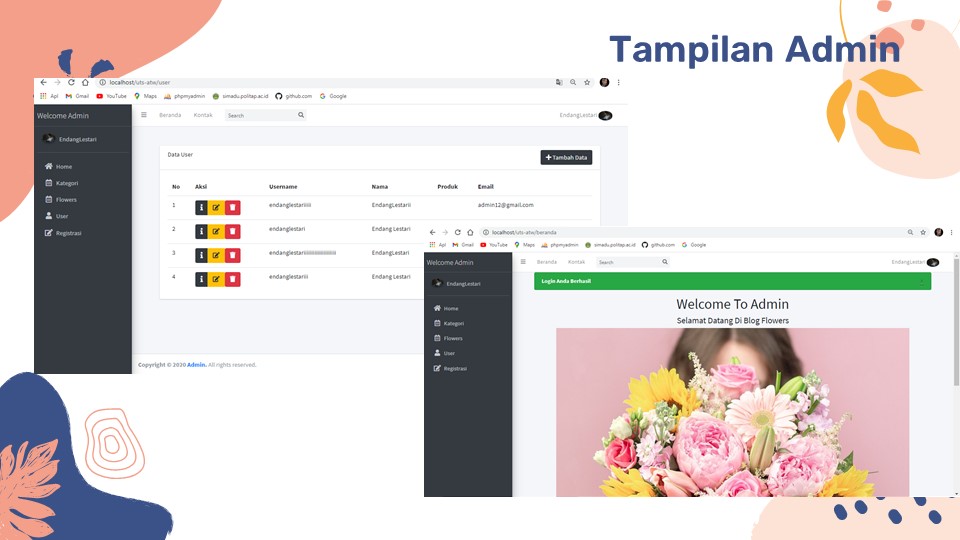 Tampilan Admin
localhost/uts-atw/user
Apl Gmail YouTube Maps phpmyadmin simadu.politap.ac.id github.com Google
Welcome Admin
Beranda Kontak Search EndangLestari
EndangLestari
Home
Kategori
Flowers
User
Registrasi
Data User
Tambah Data
No Aksi Username Nama Produk Email
1 EndangLestarii admin12@gmail.com
2 endanglestari Endang Lestari
3 EndangLesari
4 endanglestariii Endang Lestari
Copyright © 2020 Admin. All rights reserved.
localhost/uts-atw/beranda
Apl Gmail YouTube Maps phpmyadmin simadu.politap.ac.id github.com Google
Welcome Admin
Beranda Kontak Search EndangLestari
EndangLestari
Home
Kategori
Flowers
User
Registrasi
Login Anda Berhasil
Welcome To Admin
Selamat Datang Di Blog Flowers